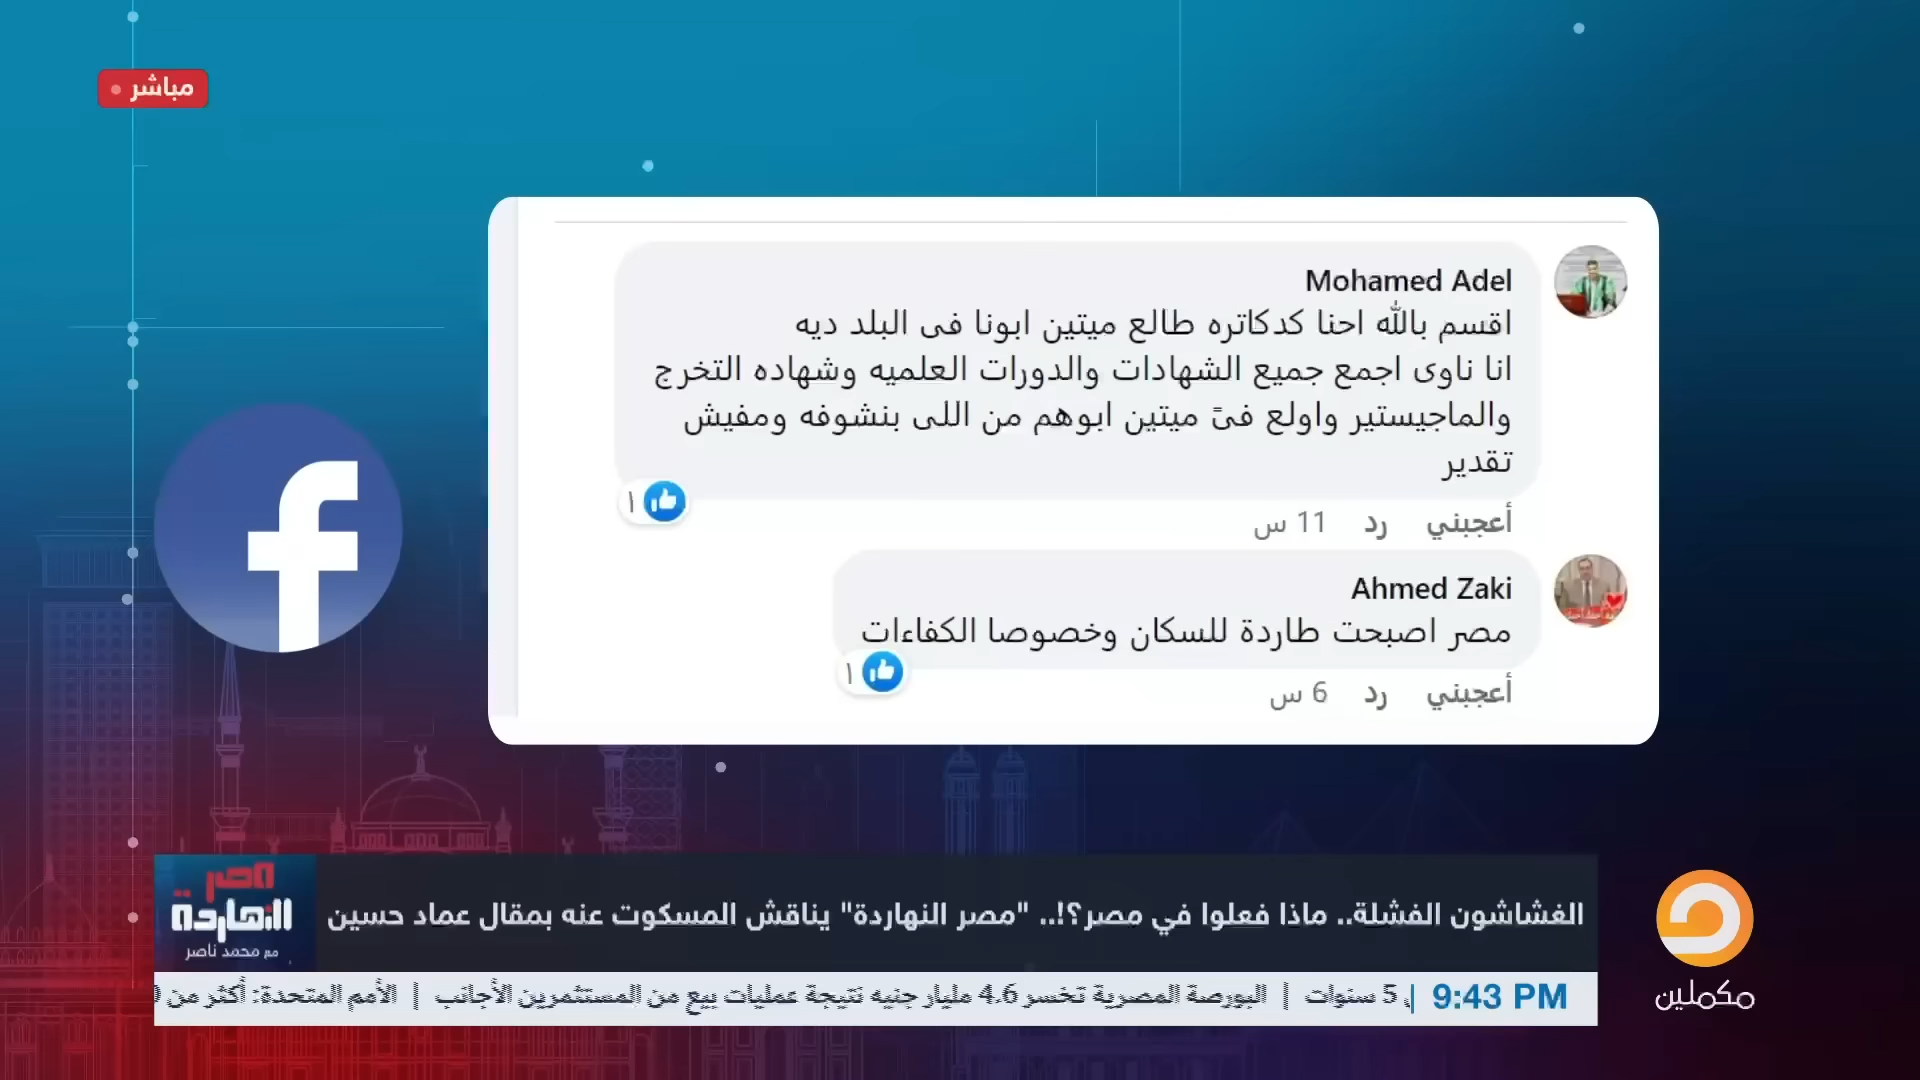 مباشر
Mohamed Adel
اقسم بالله احنا كدكاتره طالع ميتين ابونا فى البلد ديه
انا ناوى اجمع جميع الشهادات والدورات العلميه وشهاده التخرج
والماجيستير واولع فىً ميتين ابوهم من اللى بنشوفه ومفيش
تقدير
١
أعجبني رد 11 س
Ahmed Zaki
مصر اصبحت طاردة للسكان وخصوصا الكفاءات
١
أعجبني رد 6 س
مصر
النهاردة
مع محمد ناصر
الغشاشون الفشلة.. ماذا فعلوا في مصر؟!.. "مصر النهاردة" يناقش المسكوت عنه بمقال عماد حسين
9:43 PM
5 سنوات | البورصة المصرية تخسر 4.6 مليار جنيه نتيجة عمليات بيع من المستثمرين الأجانب | الأمم المتحدة: أكثر من
مكملين